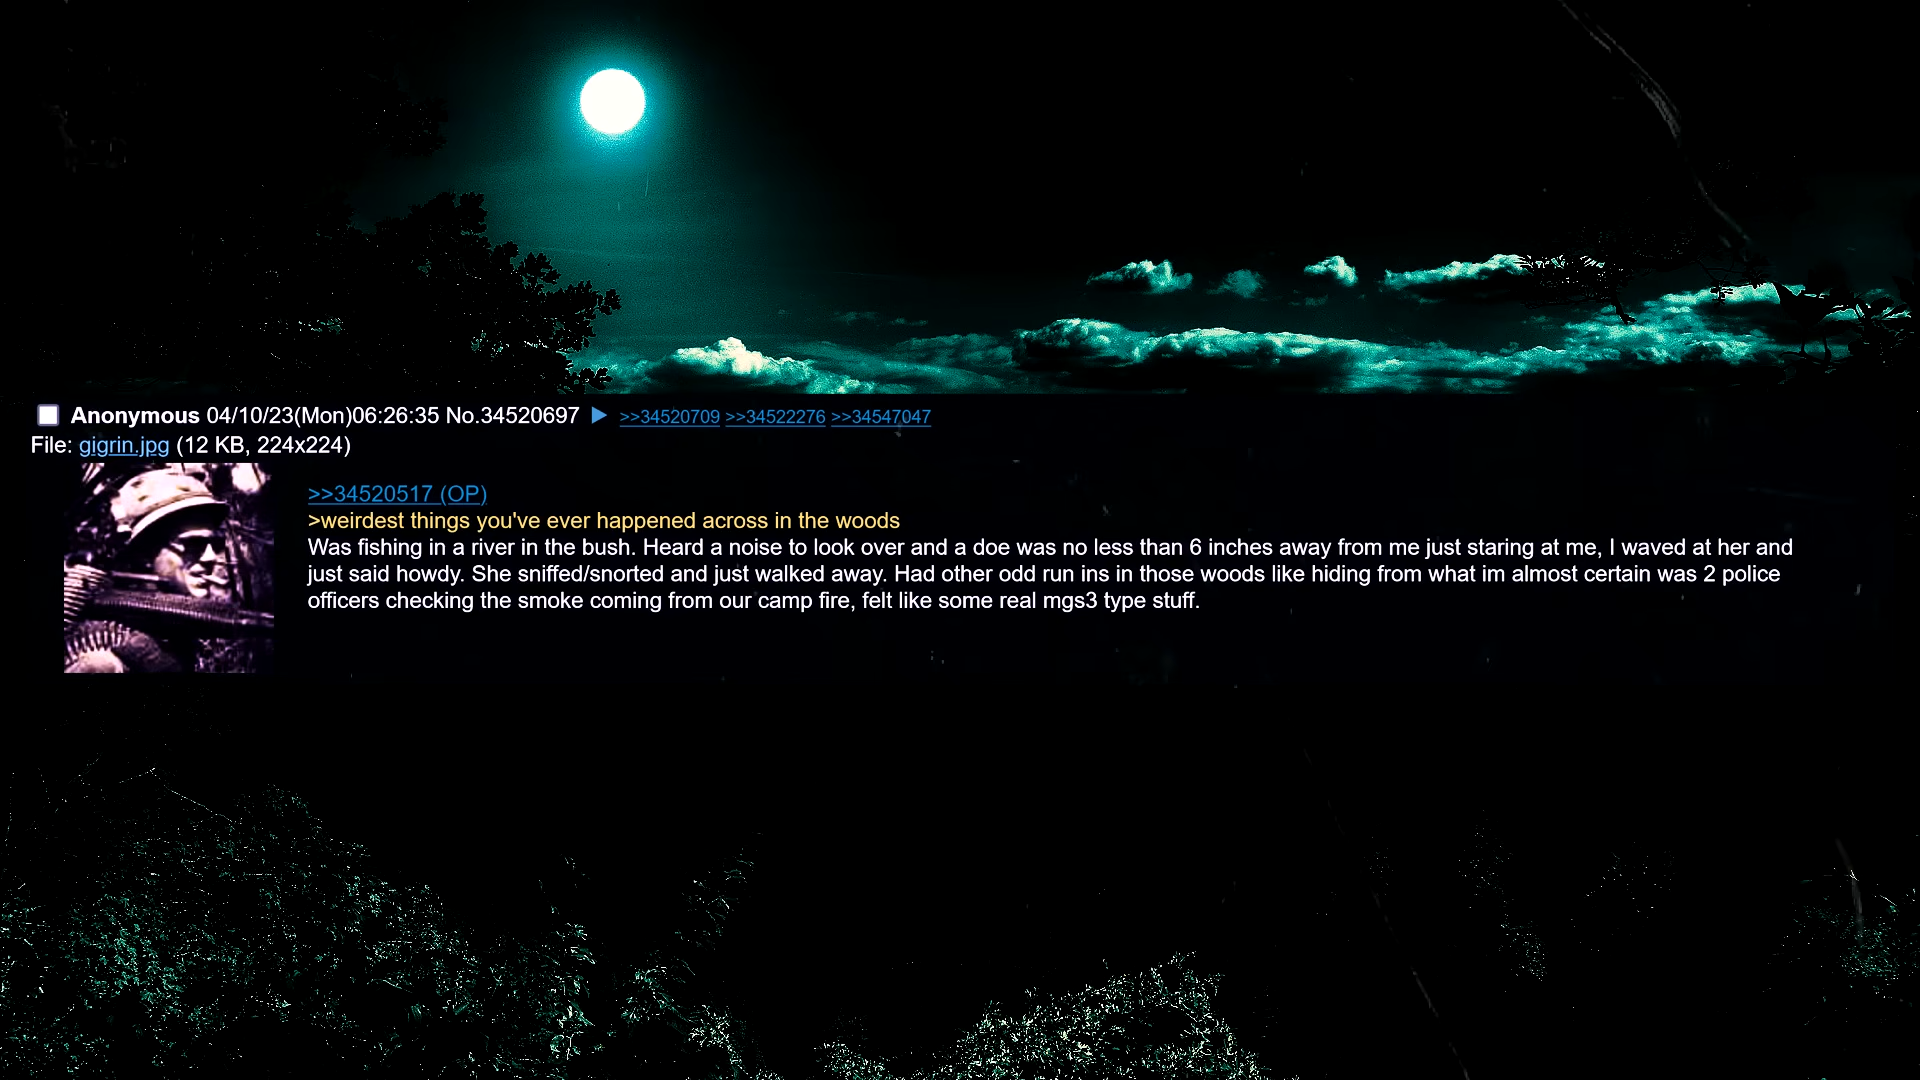 Anonymous 04/10/23(Mon)06:26:35 No.34520697 ▶ >>34520709 >>34522276 >>34547047
File: gigrin.jpg (12 KB, 224x224)
>>34520517 (OP)
>weirdest things you've ever happened across in the woods
Was fishing in a river in the bush. Heard a noise to look over and a doe was no less than 6 inches away from me just staring at me, I waved at her and
just said howdy. She sniffed/snorted and just walked away. Had other odd run ins in those woods like hiding from what im almost certain was 2 police
officers checking the smoke coming from our camp fire, felt like some real mgs3 type stuff.